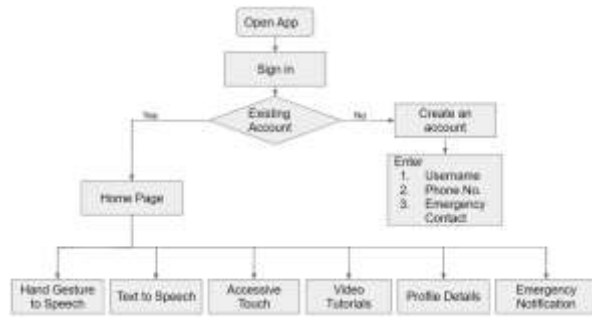 Open App
Sign in
Existing
Account
Yes
No
Create an
account
Enter
1. Username
2. Phone No.
3. Emergency
Contact
Home Page
Hand Gesture
to Speech
Text to Speech
Accessive
Touch
Video
Tutorials
Profile Details
Emergency
Notification